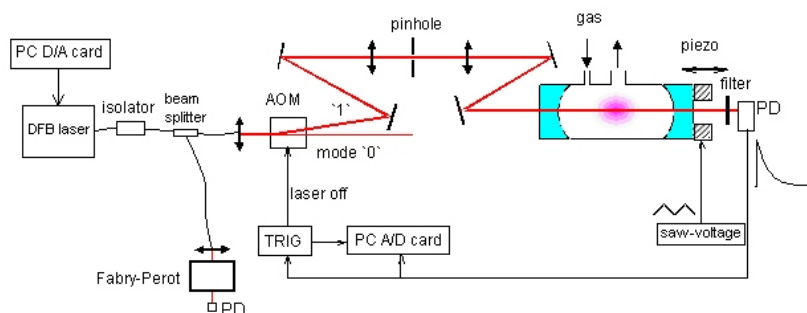 PC D/A card
isolator
beam
splitter
DFB laser
AOM
`1`
mode `0`
pinhole
gas
piezo
filter
PD
laser off
TRIG
PC A/D card
saw-voltage
Fabry-Perot
PD